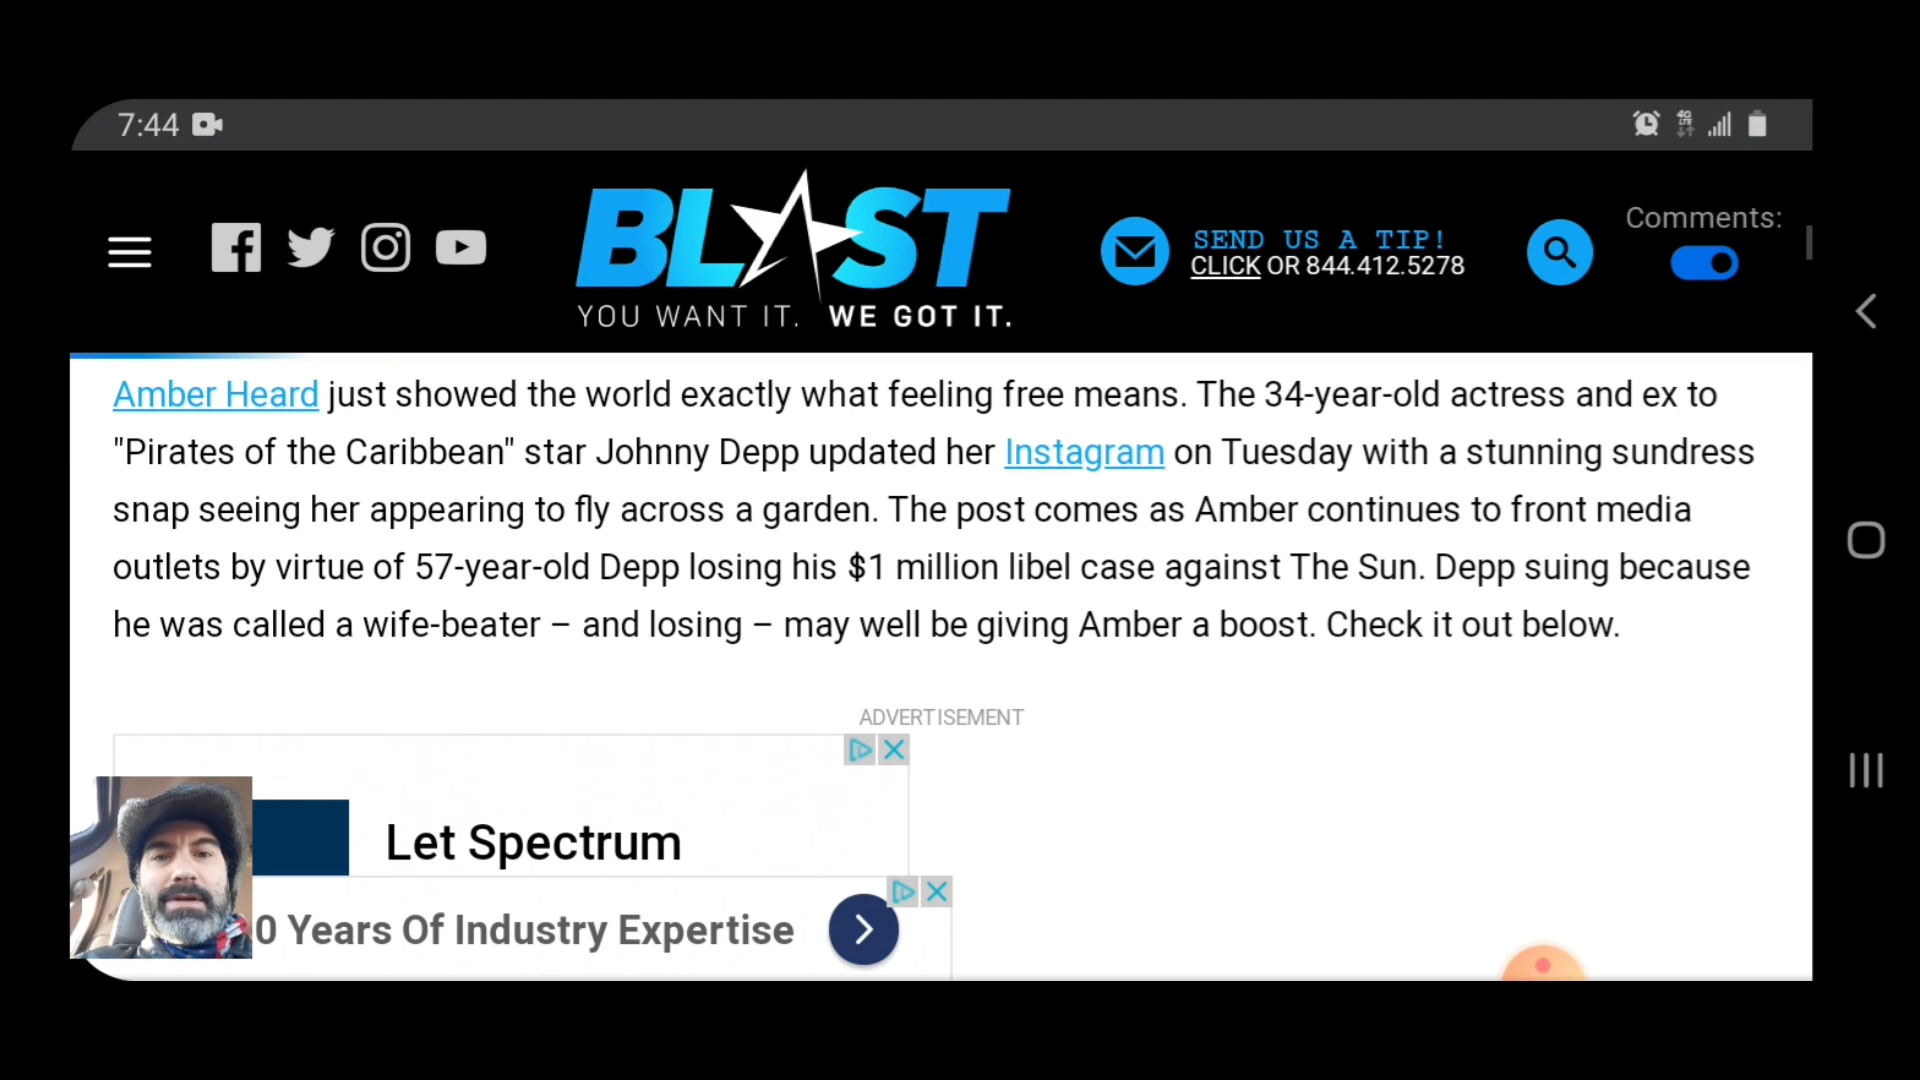 7:44
4G
LTE
BLAST
YOU WANT IT. WE GOT IT.
SEND US A TIP!
CLICK OR 844.412.5278
Comments:
Amber Heard just showed the world exactly what feeling free means. The 34-year-old actress and ex to
"Pirates of the Caribbean" star Johnny Depp updated her Instagram on Tuesday with a stunning sundress
snap seeing her appearing to fly across a garden. The post comes as Amber continues to front media
outlets by virtue of 57-year-old Depp losing his $1 million libel case against The Sun. Depp suing because
he was called a wife-beater – and losing – may well be giving Amber a boost. Check it out below.
ADVERTISEMENT
Let Spectrum
0 Years Of Industry Expertise